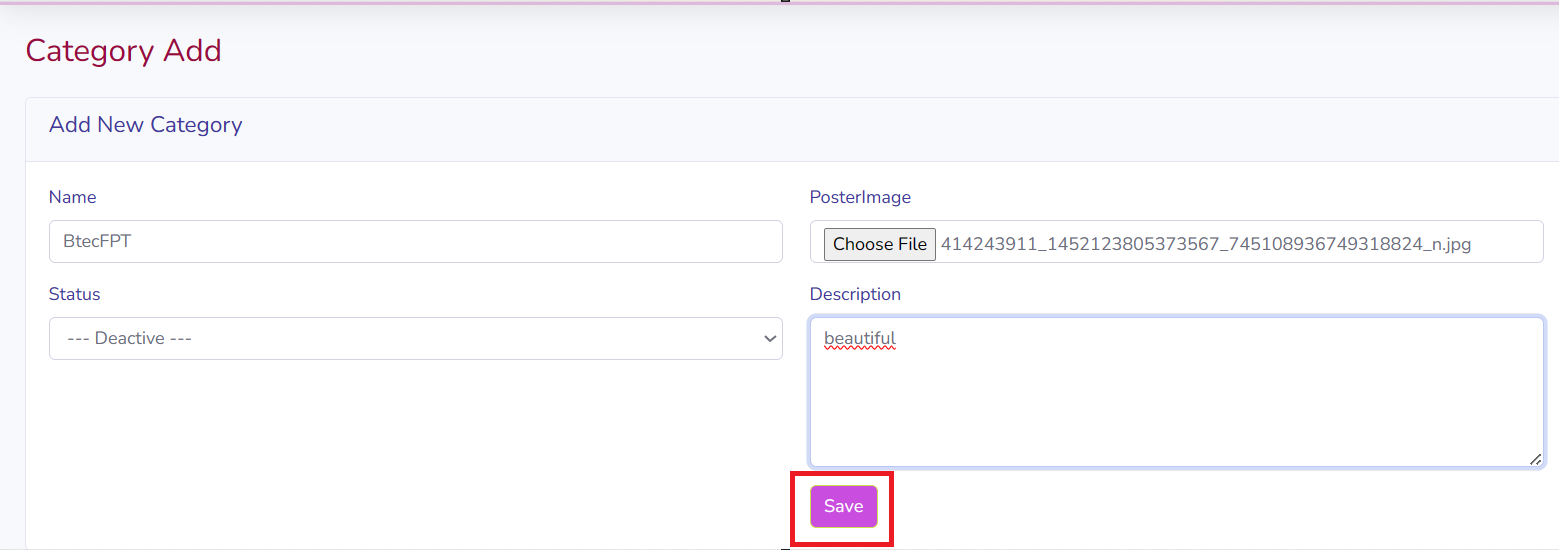 Category Add
Add New Category
Name
BtecFPT
PosterImage
Choose File 414243911_1452123805373567_745108936749318824_n.jpg
Status
--- Deactive ---
Description
beautiful
Save